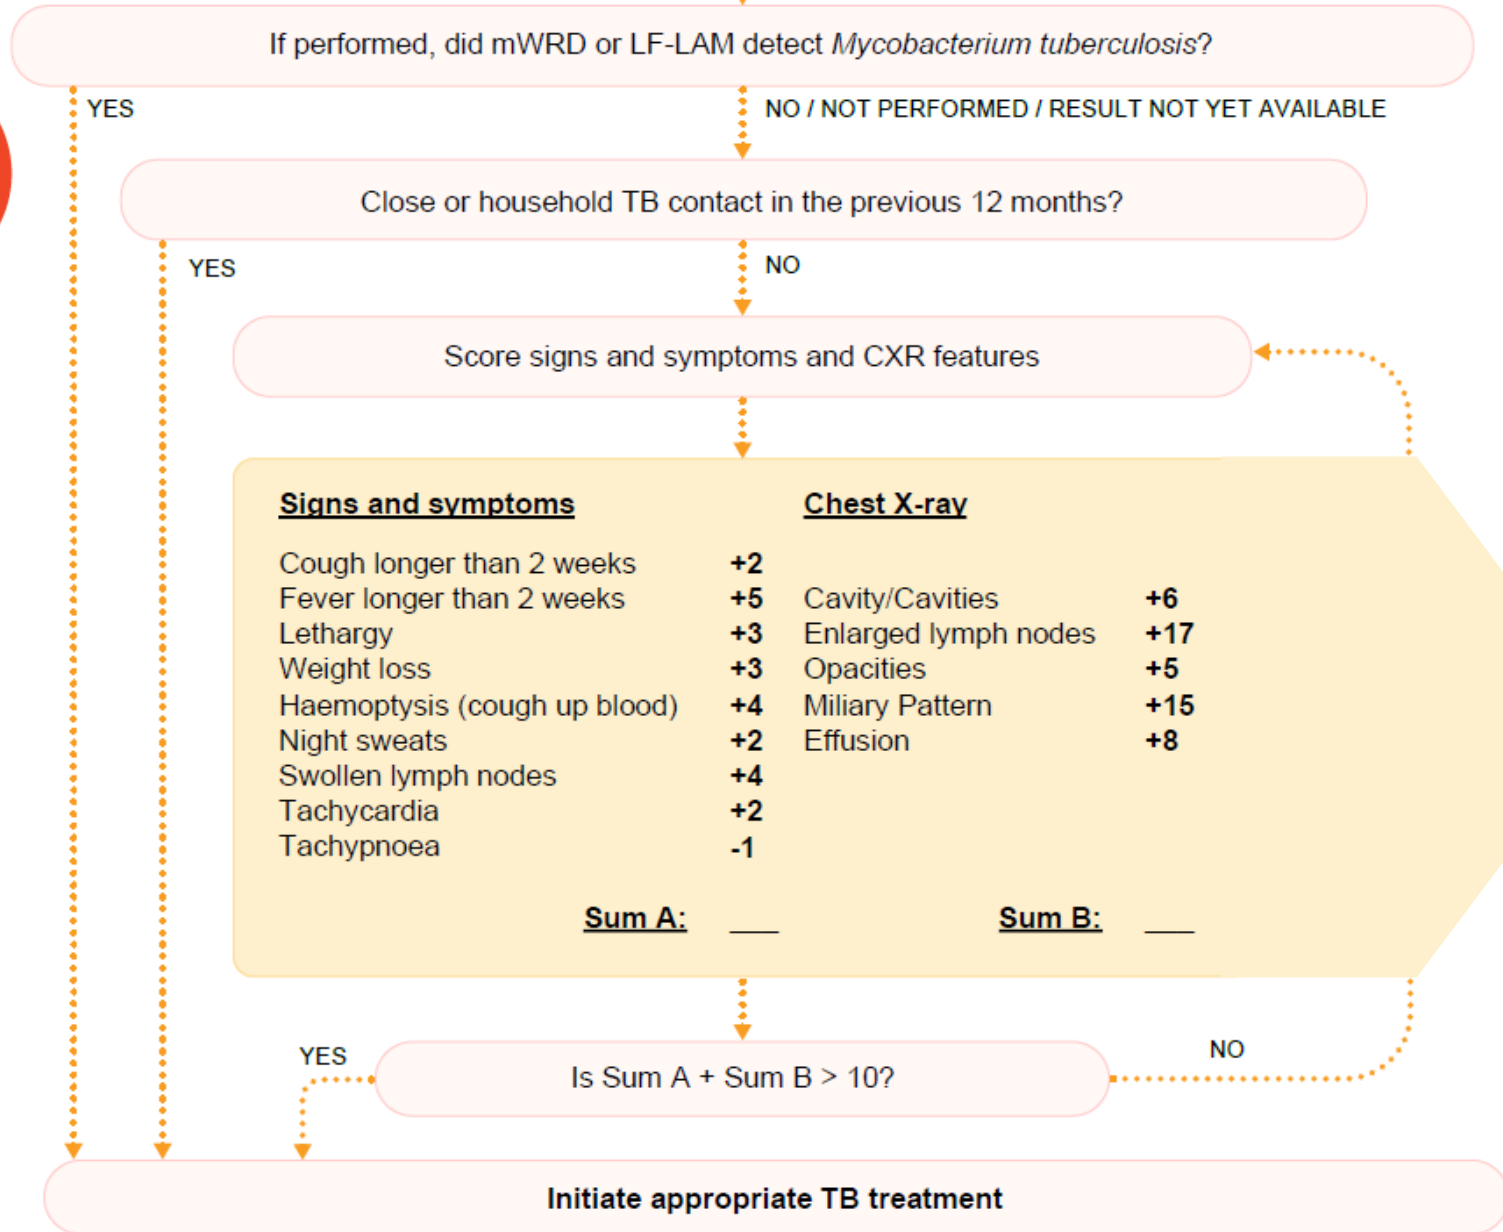 If performed, did mWRD or LF-LAM detect Mycobacterium tuberculosis?
YES
NO / NOT PERFORMED / RESULT NOT YET AVAILABLE
Close or household TB contact in the previous 12 months?
YES
NO
Score signs and symptoms and CXR features
Signs and symptoms
Cough longer than 2 weeks +2
Fever longer than 2 weeks +5
Lethargy +3
Weight loss +3
Haemoptysis (cough up blood) +4
Night sweats +2
Swollen lymph nodes +4
Tachycardia +2
Tachypnoea -1
Sum A: ___
Chest X-ray
Cavity/Cavities +6
Enlarged lymph nodes +17
Opacities +5
Miliary Pattern +15
Effusion +8
Sum B: ___
YES
Is Sum A + Sum B > 10?
NO
Initiate appropriate TB treatment